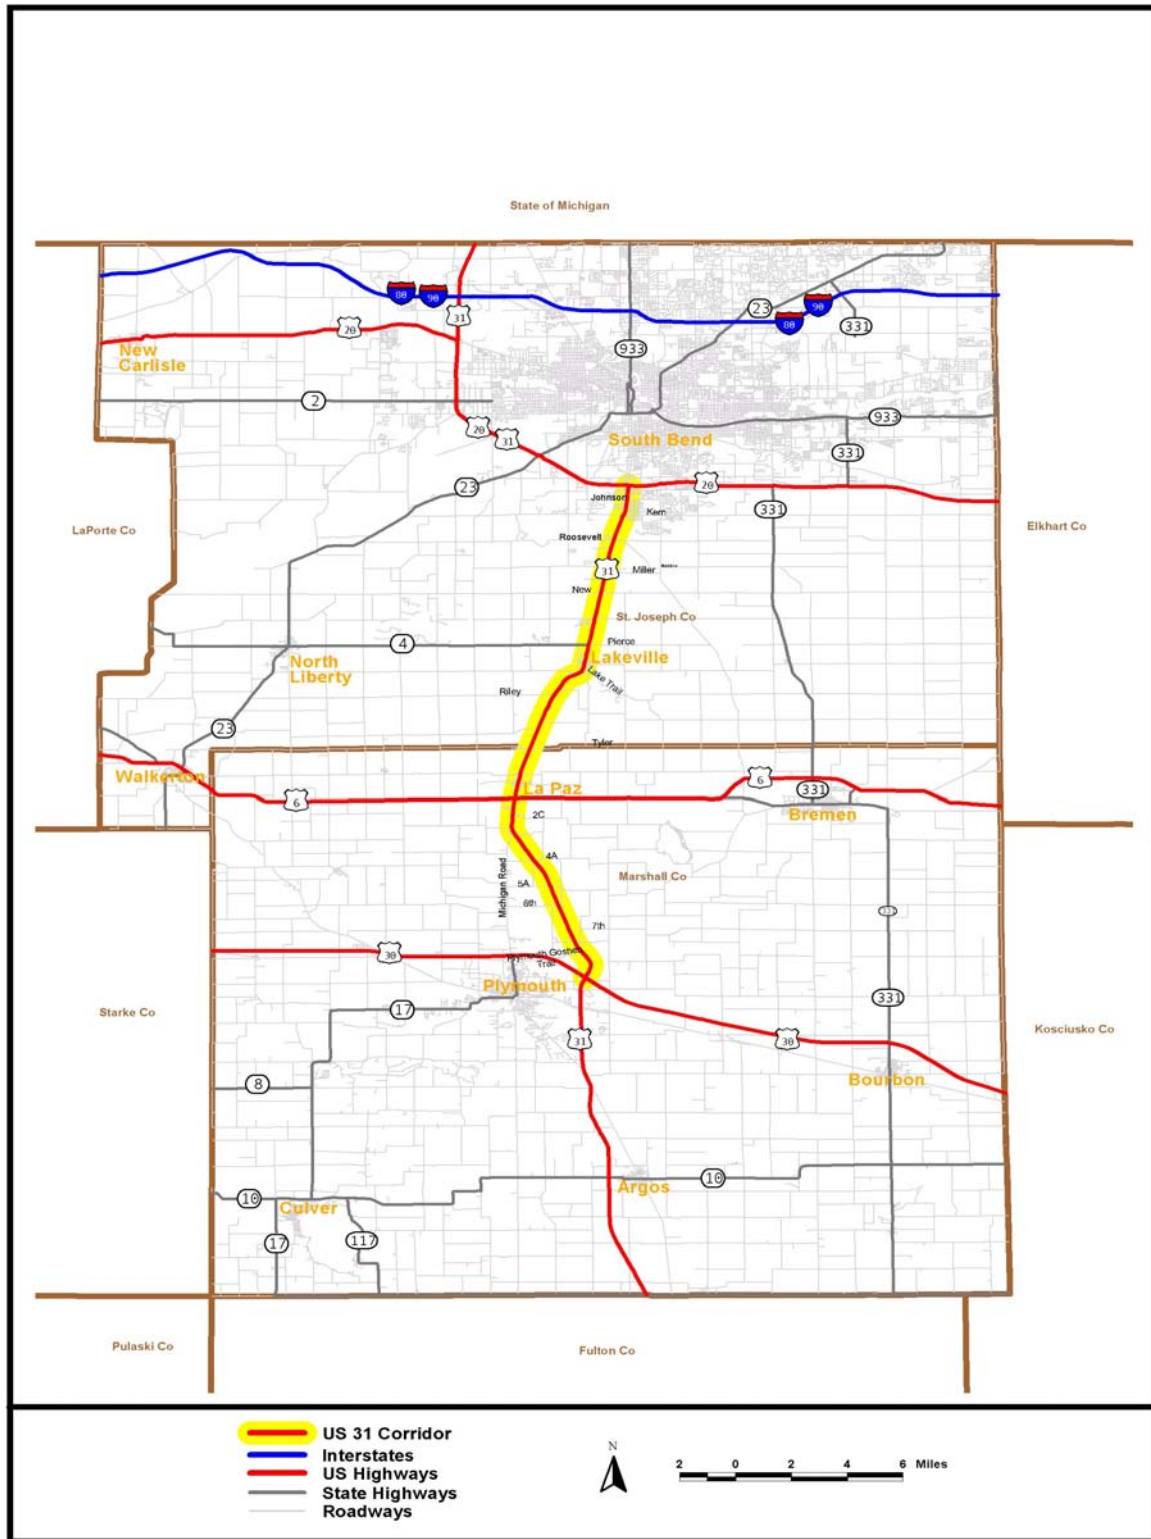 State of Michigan
80
90
31
20
23
90
80
331
933
New
Carlisle
2
20
31
933
South Bend
331
23
20
Johnson
Kern
331
LaPorte Co
Elkhart Co
Roosevelt
31
Miller
New
St. Joseph Co
4
Pierce
Lakeville
North
Liberty
Lake Trail
Riley
23
Tyler
Walkerton
6
La Paz
6
331
Bremen
2C
4A
Michigan Road
5A
6th
Marshall Co
7th
30
Plymouth Goshen
Trail
Plymouth
17
331
Starke Co
Kosciusko Co
31
30
8
Bourbon
10
Argos
10
Culver
17
117
Pulaski Co
Fulton Co
US 31 Corridor
Interstates
US Highways
State Highways
Roadways
N
2 0 2 4 6 Miles